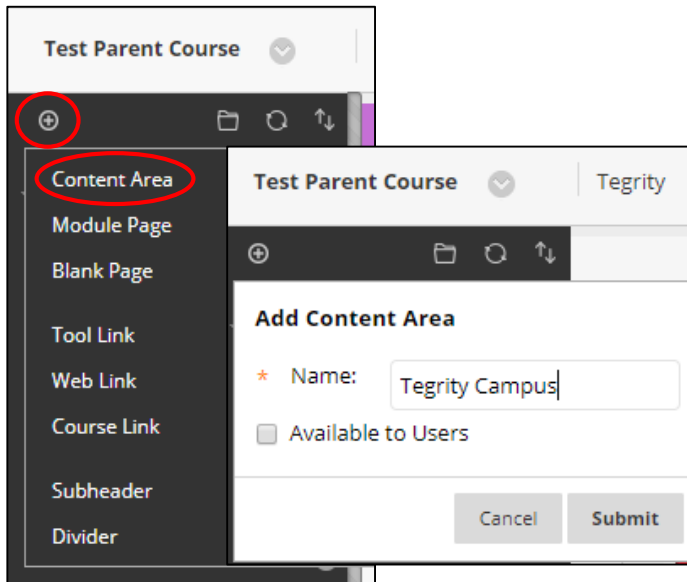 Test Parent Course
Content Area
Module Page
Blank Page
Tool Link
Web Link
Course Link
Subheader
Divider
Test Parent Course Tegrity
Add Content Area
* Name: Tegrity Campus
Available to Users
Cancel Submit